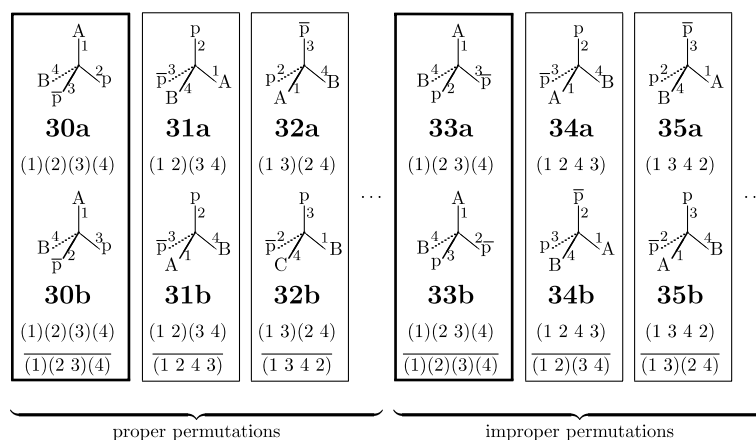 A p p̄ A p p̄
1 2 3 1 2 3
B 4 2 p p̄ 3 1 A p 2 4 B B 4 3 p̄ p̄ 3 4 B p 2 1 A
p̄ 3 B 4 A 1 p 2 A 1 B 4
30a 31a 32a 33a 34a 35a
(1)(2)(3)(4) (1 2)(3 4) (1 3)(2 4) (1)(2 3)(4) (1 2 4 3) (1 3 4 2)
... ...
A p p A p̄ p
1 2 3 1 2 3
B 4 3 p p̄ 3 4 B p̄ 2 1 B B 4 2 p̄ p 3 1 A p̄ 2 4 B
p̄ 2 A 1 C 4 p 3 B 4 A 1
30b 31b 32b 33b 34b 35b
(1)(2)(3)(4) (1 2)(3 4) (1 3)(2 4) (1)(2 3)(4) (1 2 4 3) (1 3 4 2)
(1)(2 3)(4) (1 2 4 3) (1 3 4 2) (1)(2)(3)(4) (1 2)(3 4) (1 3)(2 4)
proper permutations improper permutations